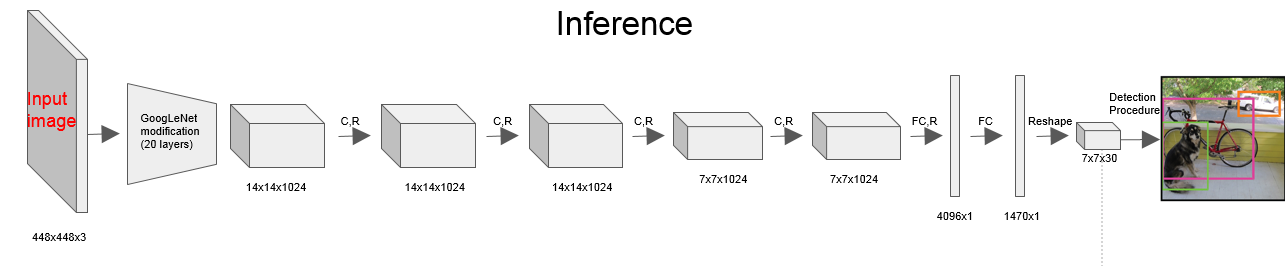 Inference
Input
image
448x448x3
GoogLeNet
modification
(20 layers)
14x14x1024
C,R
14x14x1024
C,R
14x14x1024
C,R
7x7x1024
C,R
7x7x1024
FC,R
4096x1
FC
1470x1
Reshape
7x7x30
Detection
Procedure